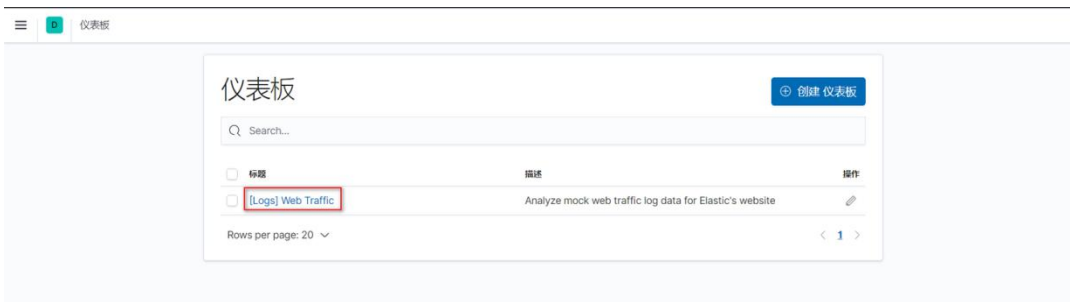 D 仪表板
仪表板
创建 仪表板
Search...
标题 描述 操作
[Logs] Web Traffic Analyze mock web traffic log data for Elastic's website
Rows per page: 20 < 1 >